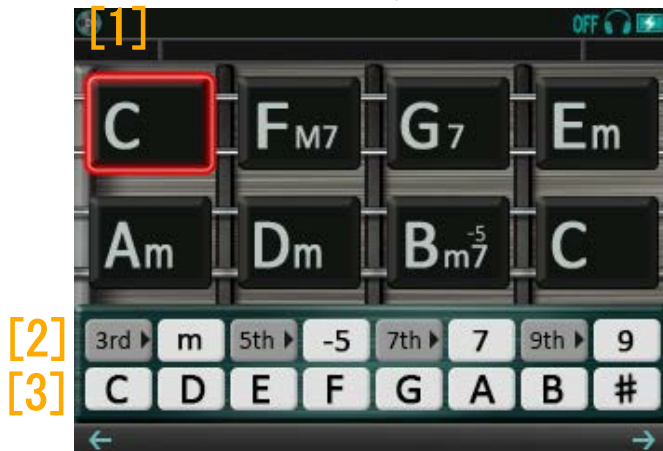 [1] OFF
C FM7 G7 Em
Am Dm Bm7-5 C
[2] 3rd m 5th -5 7th 7 9th 9
[3] C D E F G A B #
← →